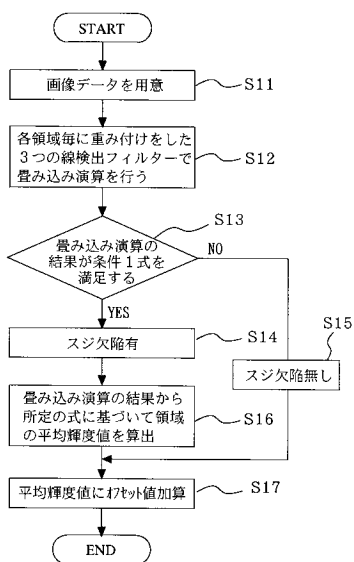 START
画像データを用意
S11
各領域毎に重み付けをした
3つの線検出フィルターで
畳み込み演算を行う
S12
畳み込み演算の
結果が条件1式を
満足する
S13
NO
YES
スジ欠陥有
S14
S15
スジ欠陥無し
畳み込み演算の結果から
所定の式に基づいて領域
の平均輝度値を算出
S16
平均輝度値にｵﾌｾｯﾄ値加算
S17
END